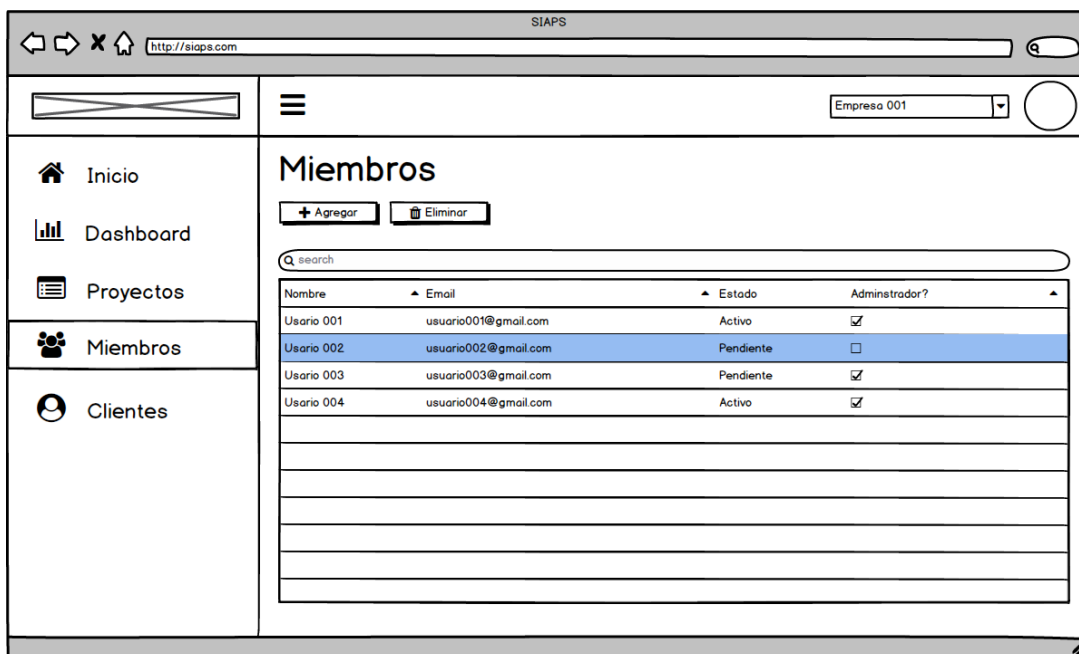 SIAPS
http://siaps.com
Empresa 001
Inicio
Dashboard
Proyectos
Miembros
Clientes
Miembros
Agregar
Eliminar
search
Nombre Email Estado Adminstrador?
Usario 001 usuario001@gmail.com Activo
Usario 002 usuario002@gmail.com Pendiente
Usario 003 usuario003@gmail.com Pendiente
Usario 004 usuario004@gmail.com Activo